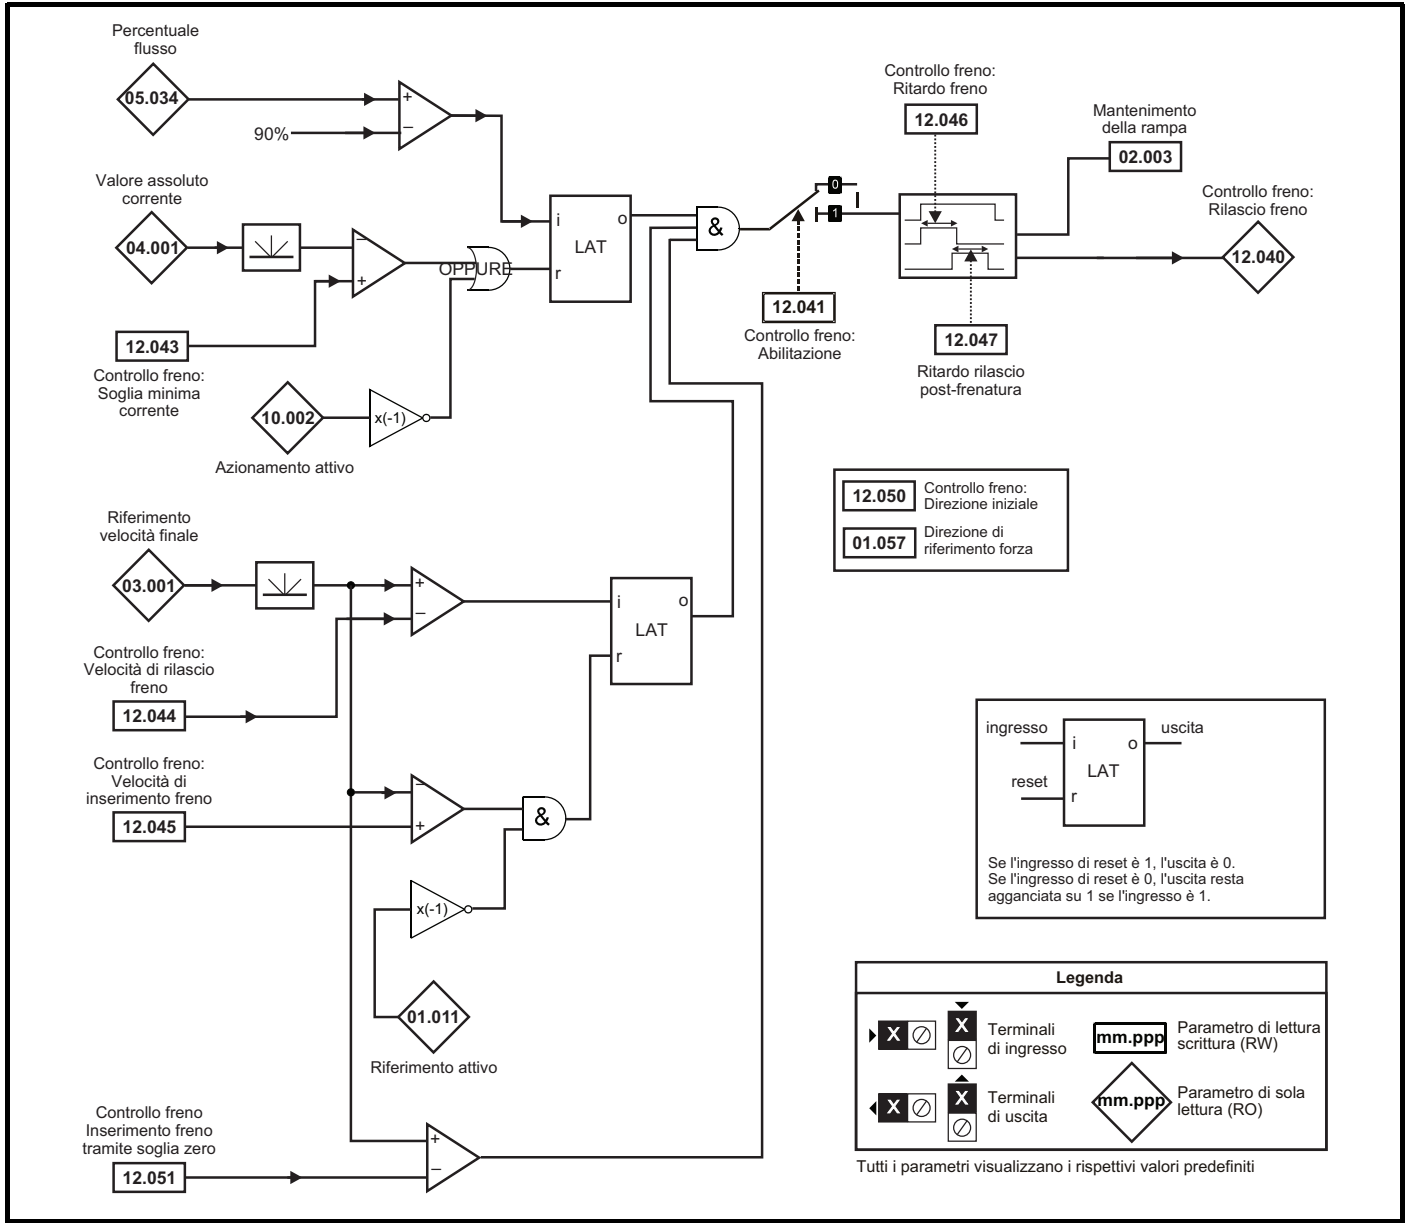 Percentuale
flusso
05.034
+
90%
–
Valore assoluto
corrente
04.001
–
+
12.043
Controllo freno:
Soglia minima
corrente
OPPURE
10.002
x(-1)
Azionamento attivo
i
o
LAT
r
&
0
1
12.041
Controllo freno:
Abilitazione
Controllo freno:
Ritardo freno
12.046
12.047
Ritardo rilascio
post-frenatura
Mantenimento
della rampa
02.003
Controllo freno:
Rilascio freno
12.040
12.050
Controllo freno:
Direzione iniziale
01.057
Direzione di
riferimento forza
Riferimento
velocità finale
03.001
+
–
Controllo freno:
Velocità di rilascio
freno
12.044
i
o
LAT
r
Controllo freno:
Velocità di
inserimento freno
12.045
–
+
&
x(-1)
01.011
Riferimento attivo
Controllo freno
Inserimento freno
tramite soglia zero
12.051
+
–
ingresso
uscita
i
o
LAT
reset
r
Se l'ingresso di reset è 1, l'uscita è 0.
Se l'ingresso di reset è 0, l'uscita resta
agganciata su 1 se l'ingresso è 1.
Legenda
X
X
Terminali
di ingresso
mm.ppp
Parametro di lettura
scrittura (RW)
X
X
Terminali
di uscita
mm.ppp
Parametro di sola
lettura (RO)
Tutti i parametri visualizzano i rispettivi valori predefiniti